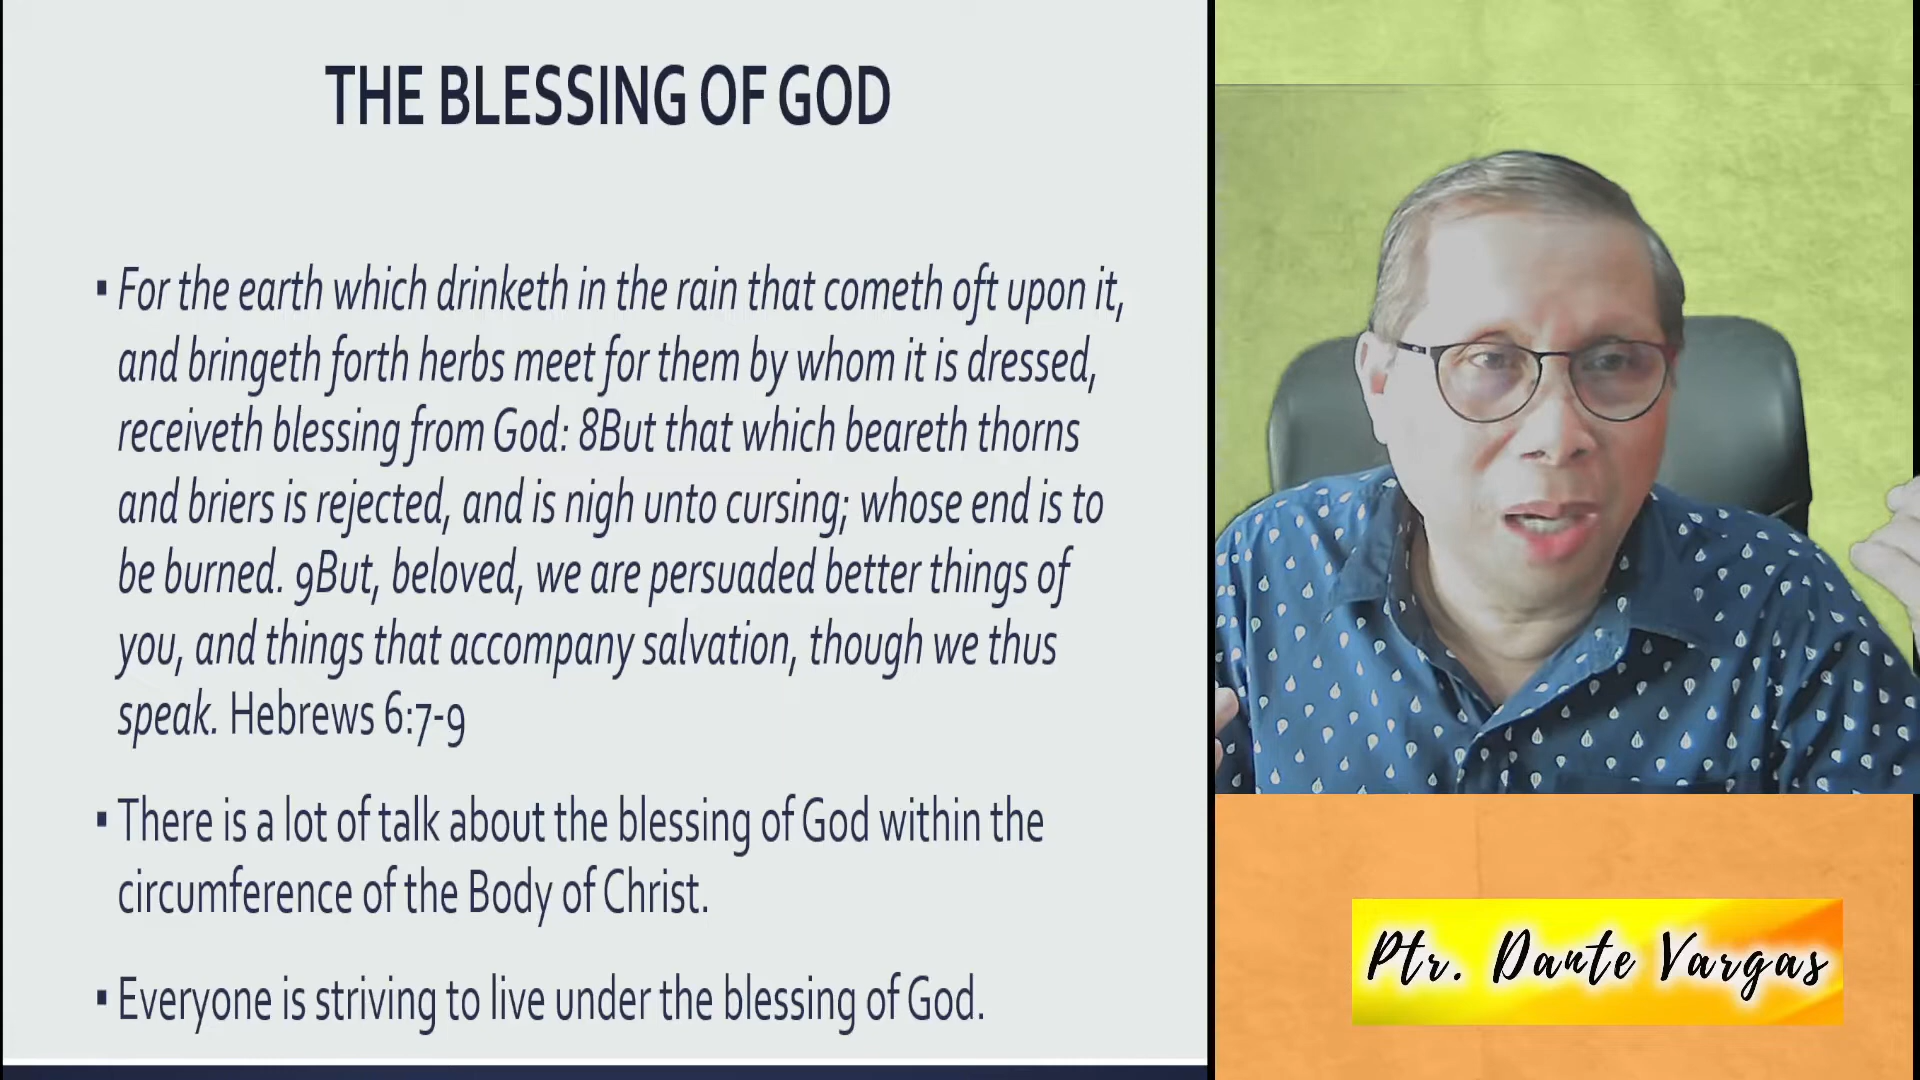 THE BLESSING OF GOD
▪ For the earth which drinketh in the rain that cometh oft upon it,
and bringeth forth herbs meet for them by whom it is dressed,
receiveth blessing from God: 8But that which beareth thorns
and briers is rejected, and is nigh unto cursing; whose end is to
be burned. 9But, beloved, we are persuaded better things of
you, and things that accompany salvation, though we thus
speak. Hebrews 6:7-9
▪ There is a lot of talk about the blessing of God within the
circumference of the Body of Christ.
▪ Everyone is striving to live under the blessing of God.
Ptr. Dante Vargas